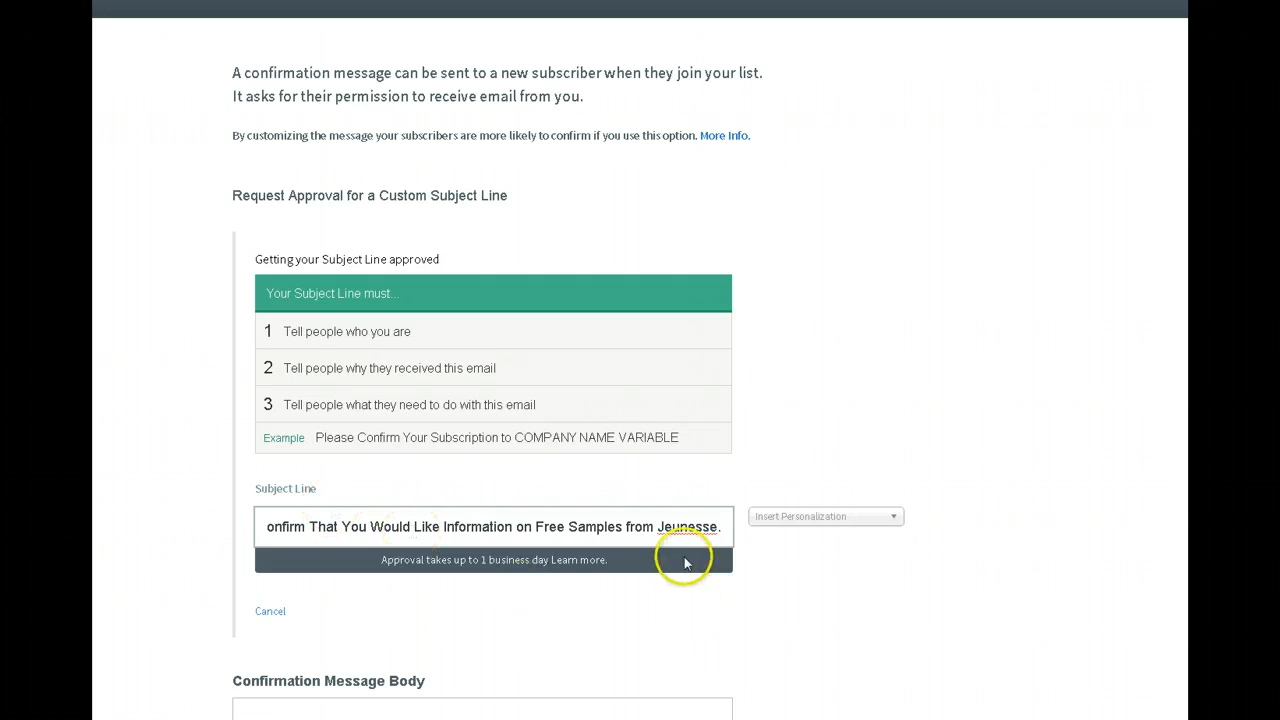 A confirmation message can be sent to a new subscriber when they join your list.
It asks for their permission to receive email from you.
By customizing the message your subscribers are more likely to confirm if you use this option. More Info.
Request Approval for a Custom Subject Line
Getting your Subject Line approved
Your Subject Line must...
1 Tell people who you are
2 Tell people why they received this email
3 Tell people what they need to do with this email
Example Please Confirm Your Subscription to COMPANY NAME VARIABLE
Subject Line
onfirm That You Would Like Information on Free Samples from Jeunesse.
Insert Personalization
Approval takes up to 1 business day Learn more.
Cancel
Confirmation Message Body